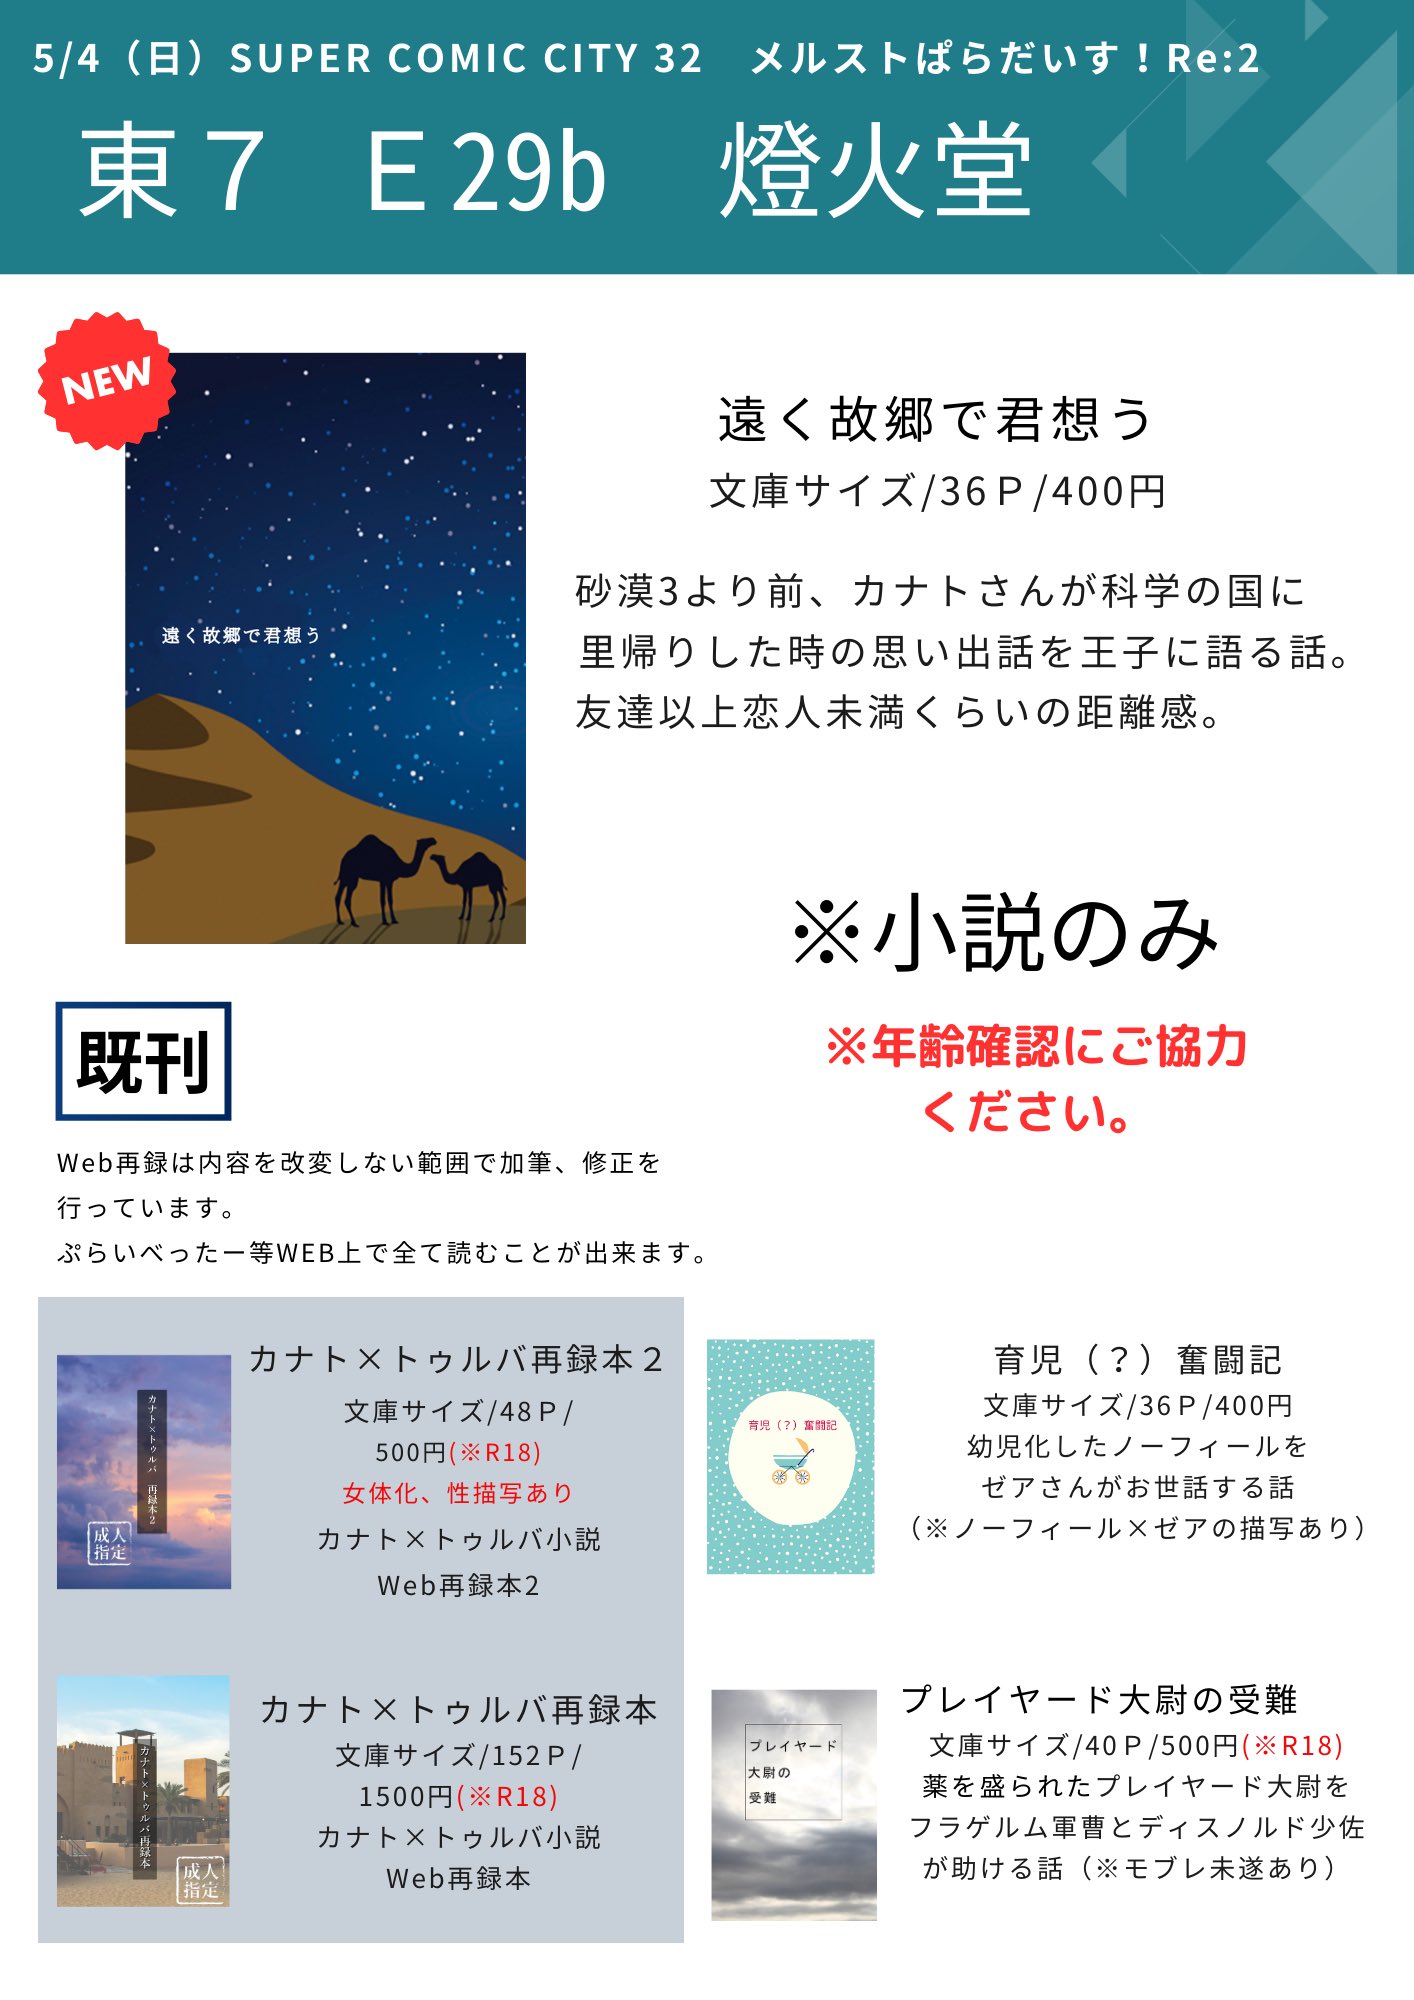 5/4（日）SUPER COMIC CITY 32　メルストぱらだいす！Re:2
東７　Ｅ29b　燈火堂
NEW
遠く故郷で君想う
遠く故郷で君想う
文庫サイズ/36Ｐ/400円
砂漠3より前、カナトさんが科学の国に
里帰りした時の思い出話を王子に語る話。
友達以上恋人未満くらいの距離感。
※小説のみ
※年齢確認にご協力
ください。
既刊
Web再録は内容を改変しない範囲で加筆、修正を
行っています。
ぷらいべったー等WEB上で全て読むことが出来ます。
カナト×トゥルバ　再録本2
成人
指定
カナト×トゥルバ再録本２
文庫サイズ/48Ｐ/
500円(※R18)
女体化、性描写あり
カナト×トゥルバ小説
Web再録本2
育児（？）奮闘記
育児（？）奮闘記
文庫サイズ/36Ｐ/400円
幼児化したノーフィールを
ゼアさんがお世話する話
（※ノーフィール×ゼアの描写あり）
カナト×トゥルバ再録本
成人
指定
カナト×トゥルバ再録本
文庫サイズ/152Ｐ/
1500円(※R18)
カナト×トゥルバ小説
Web再録本
プレイヤード
大尉の
受難
プレイヤード大尉の受難
文庫サイズ/40Ｐ/500円(※R18)
薬を盛られたプレイヤード大尉を
フラゲルム軍曹とディスノルド少佐
が助ける話（※モブレ未遂あり）